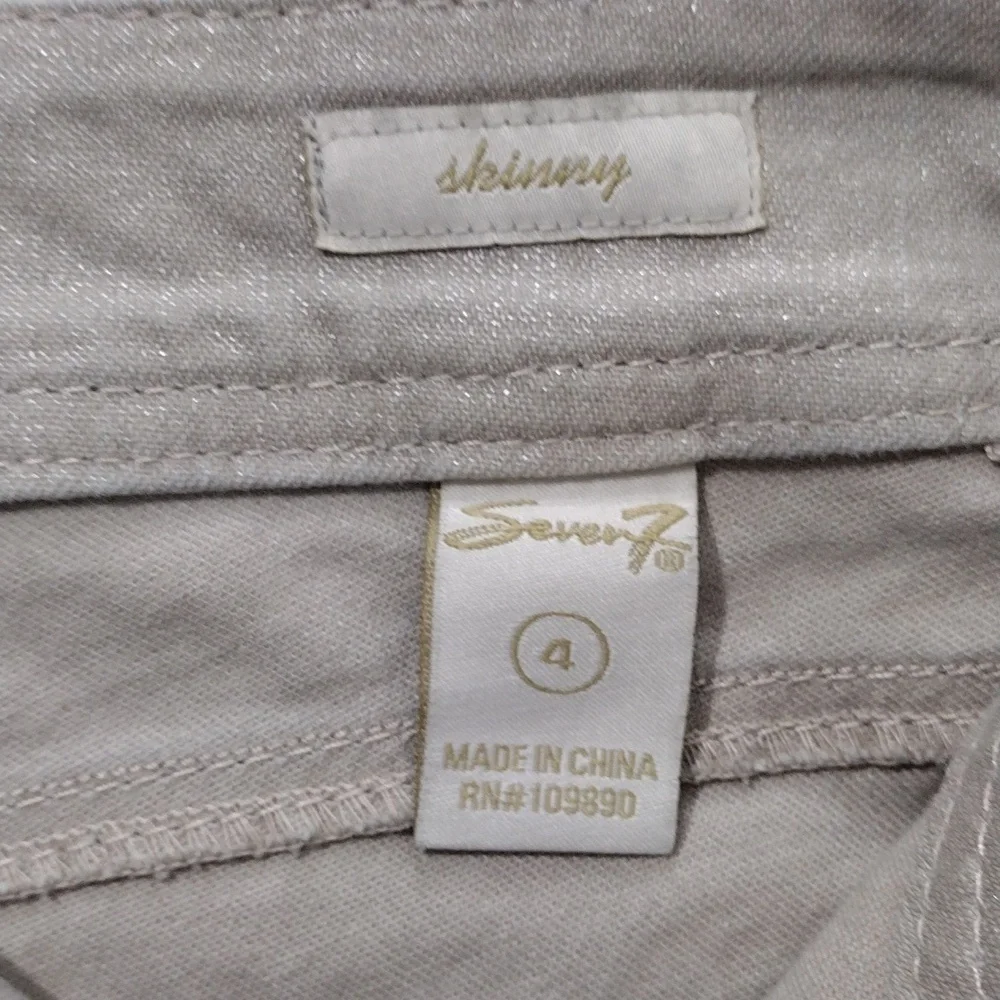 skinny
Seven7®
4
MADE IN CHINA
RN#109890